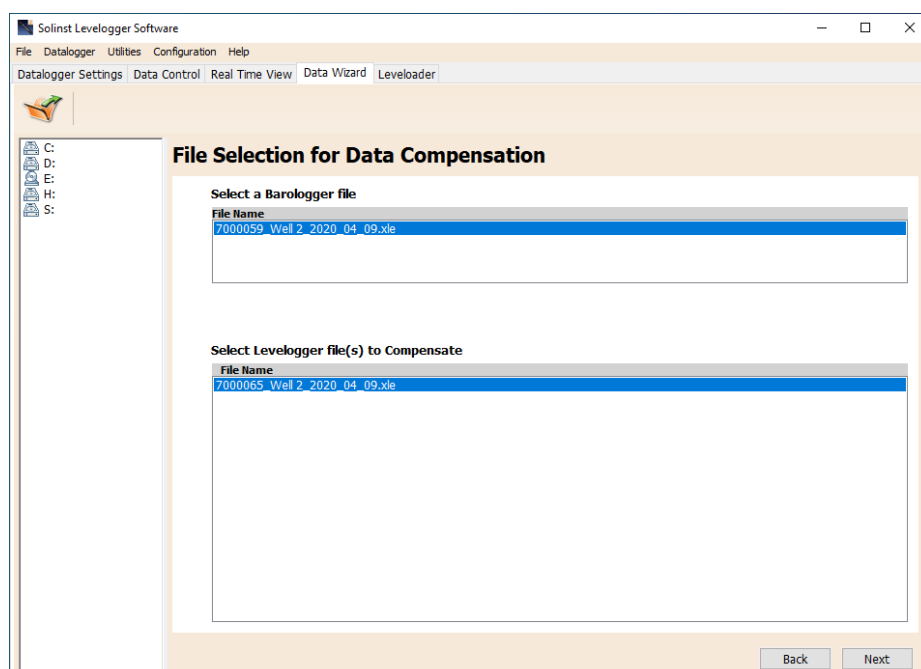 Solinst Levelogger Software
File Datalogger Utilities Configuration Help
Datalogger Settings Data Control Real Time View Data Wizard Leveloader
C:
D:
E:
H:
S:
File Selection for Data Compensation
Select a Barologger file
File Name
7000059_Well 2_2020_04_09.xle
Select Levelogger file(s) to Compensate
File Name
7000065_Well 2_2020_04_09.xle
Back Next